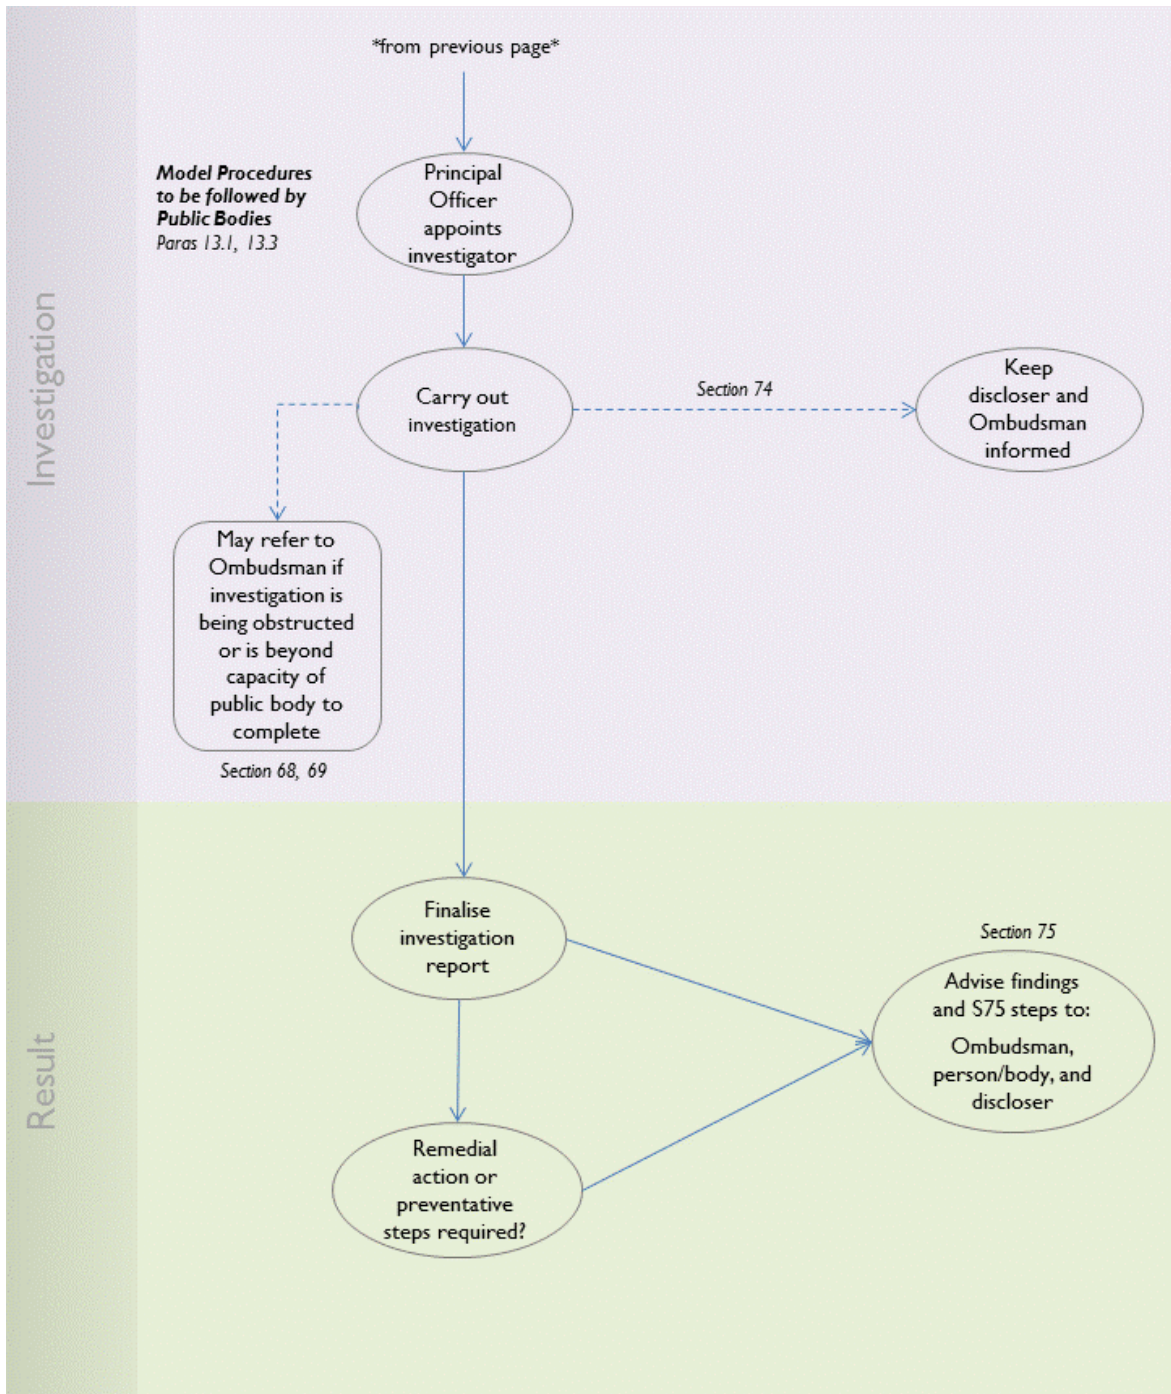 *from previous page*
Model Procedures
to be followed by
Public Bodies
Paras 13.1, 13.3
Principal
Officer
appoints
investigator
Investigation
Carry out
investigation
Section 74
Keep
discloser and
Ombudsman
informed
May refer to
Ombudsman if
investigation is
being obstructed
or is beyond
capacity of
public body to
complete
Section 68, 69
Result
Finalise
investigation
report
Section 75
Advise findings
and S75 steps to:
Ombudsman,
person/body, and
discloser
Remedial
action or
preventative
steps required?